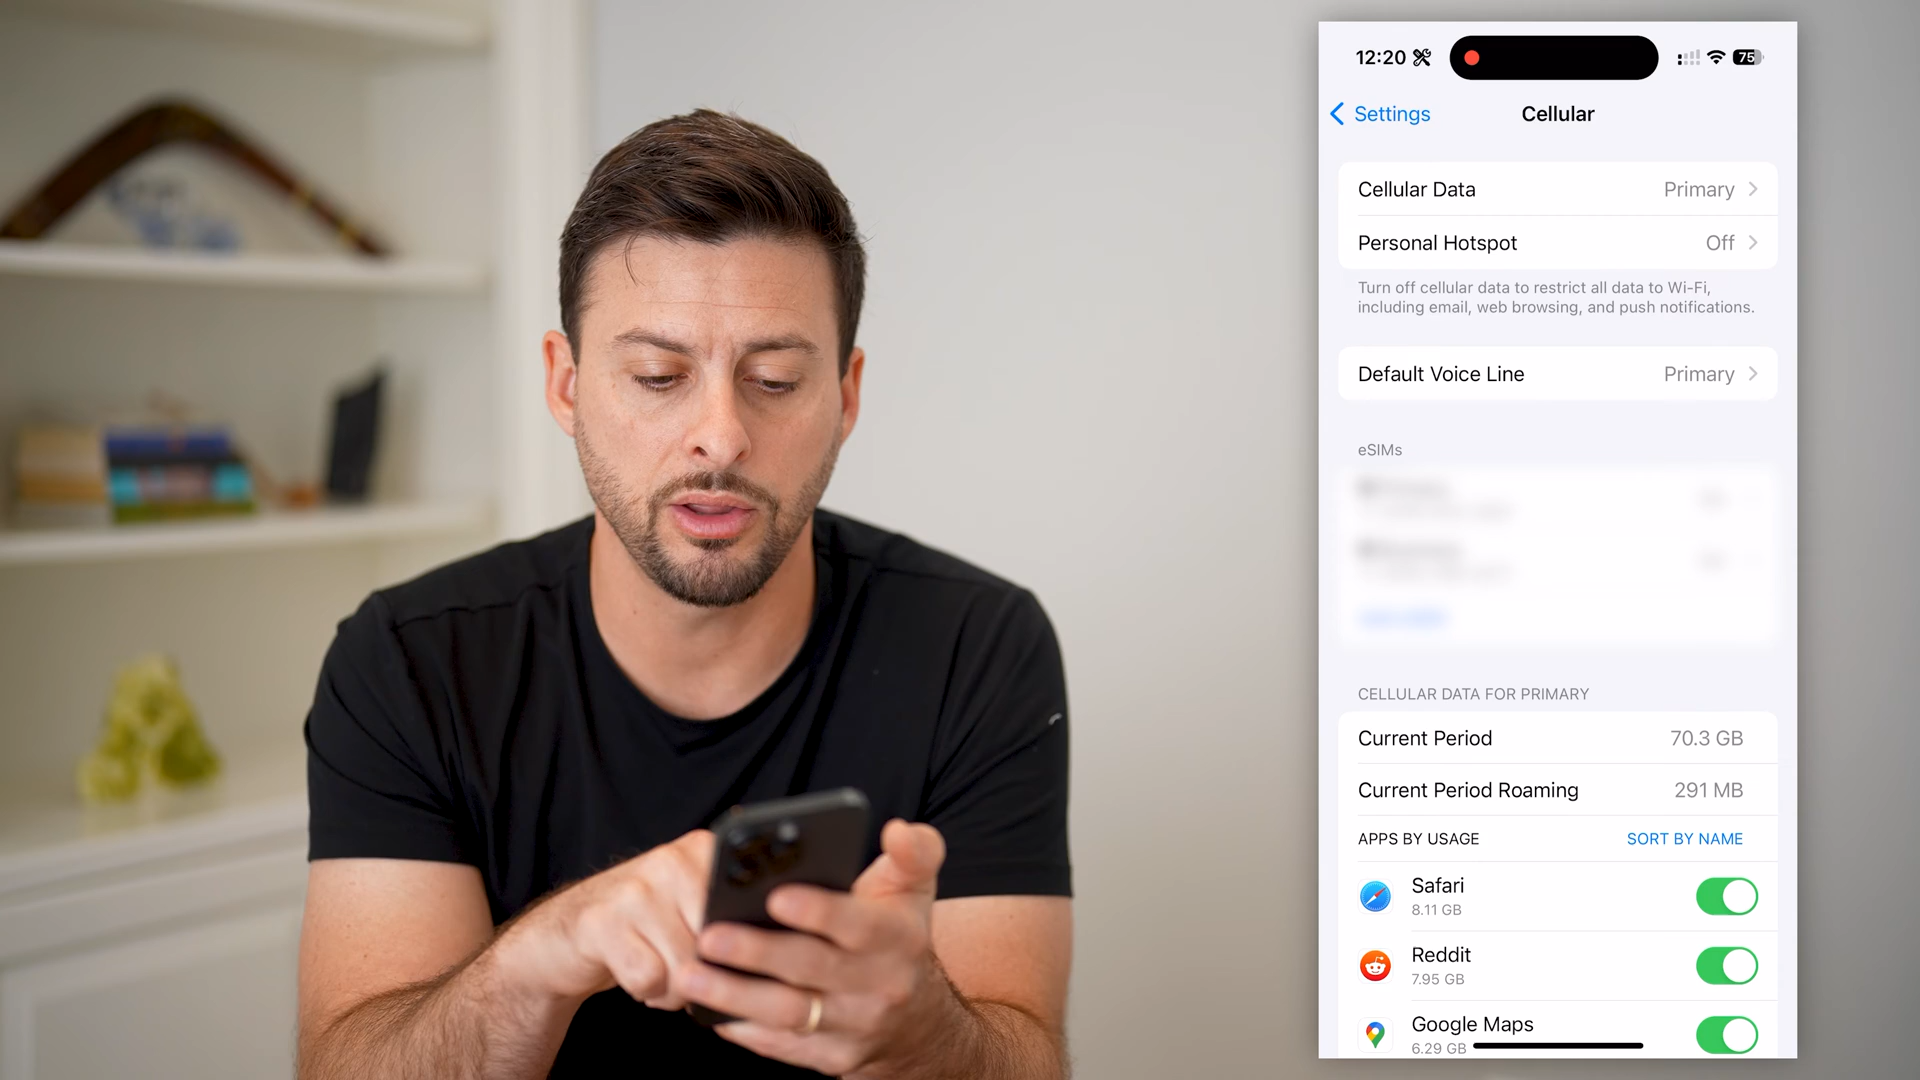 12:20
75
Settings
Cellular
Cellular Data
Primary
Personal Hotspot
Off
Turn off cellular data to restrict all data to Wi-Fi,
including email, web browsing, and push notifications.
Default Voice Line
Primary
eSIMs
CELLULAR DATA FOR PRIMARY
Current Period
70.3 GB
Current Period Roaming
291 MB
APPS BY USAGE
SORT BY NAME
Safari
8.11 GB
Reddit
7.95 GB
Google Maps
6.29 GB